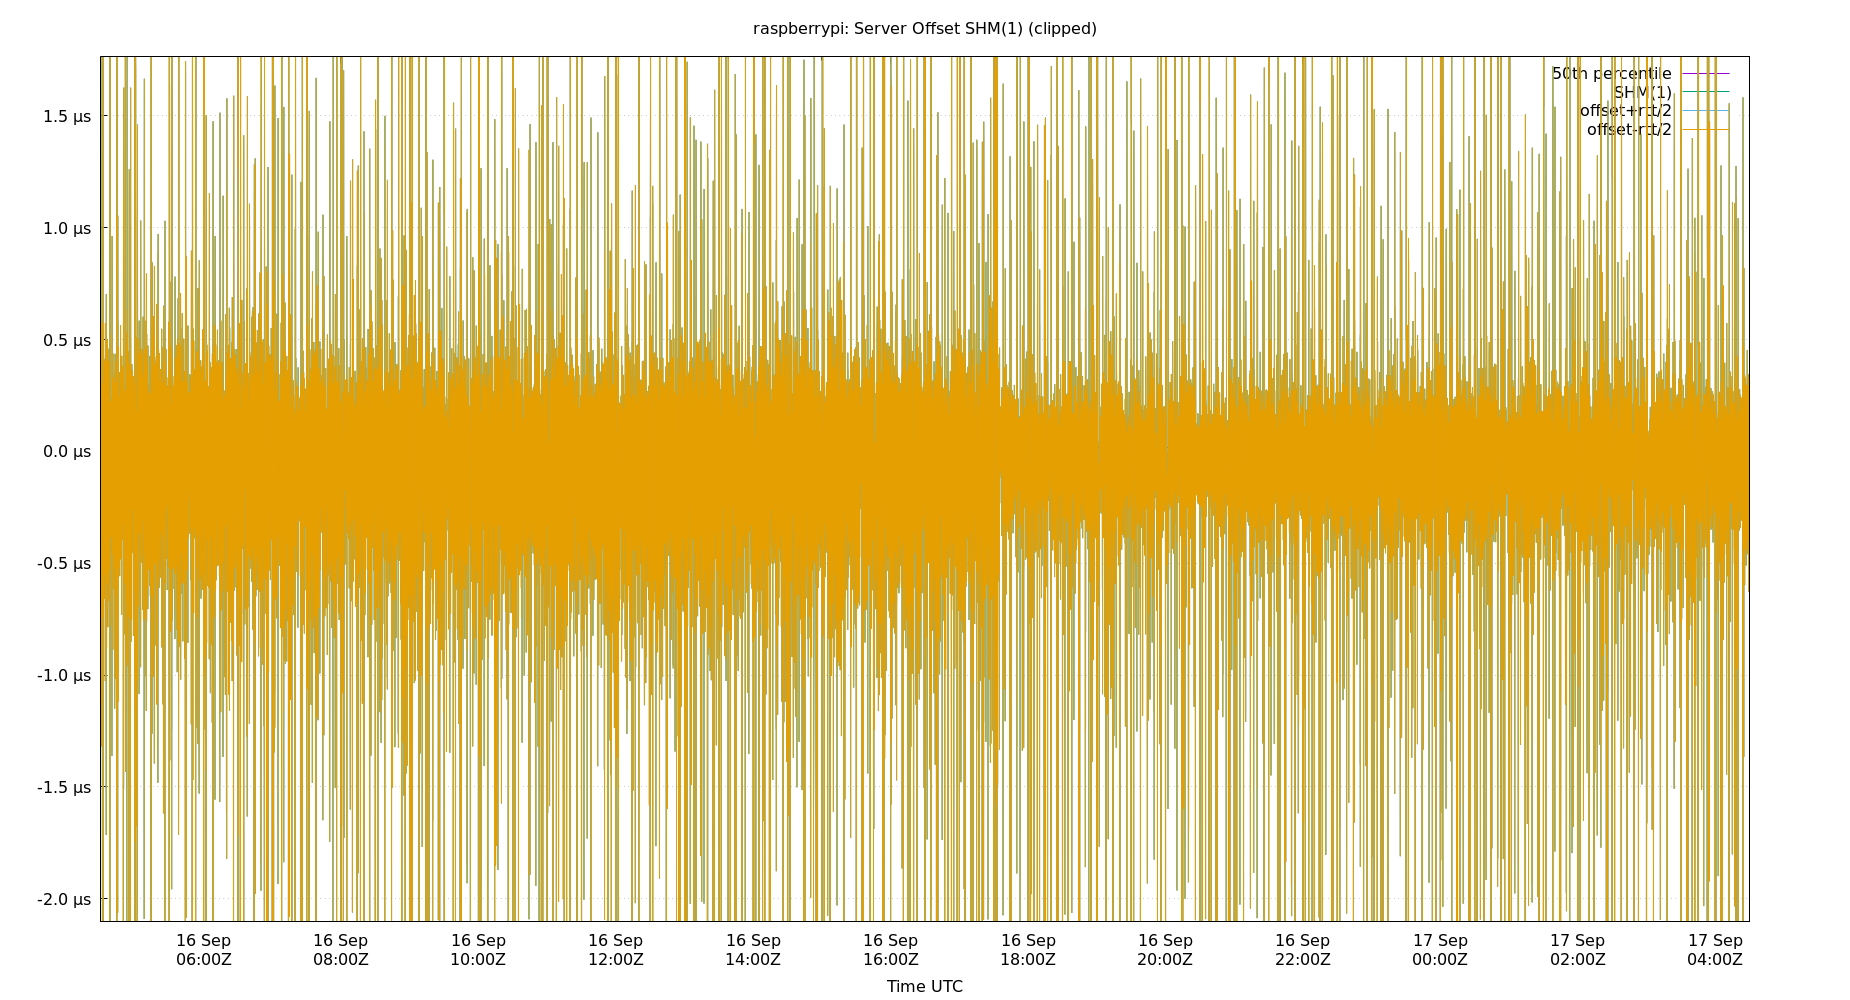 raspberrypi: Server Offset SHM(1) (clipped)
50th percentile
SHM(1)
offset+rtt/2
offset-rtt/2
1.5 µs
1.0 µs
0.5 µs
0.0 µs
-0.5 µs
-1.0 µs
-1.5 µs
-2.0 µs
16 Sep 16 Sep 16 Sep 16 Sep 16 Sep 16 Sep 16 Sep 16 Sep 16 Sep 17 Sep 17 Sep 17 Sep
06:00Z 08:00Z 10:00Z 12:00Z 14:00Z 16:00Z 18:00Z 20:00Z 22:00Z 00:00Z 02:00Z 04:00Z
Time UTC